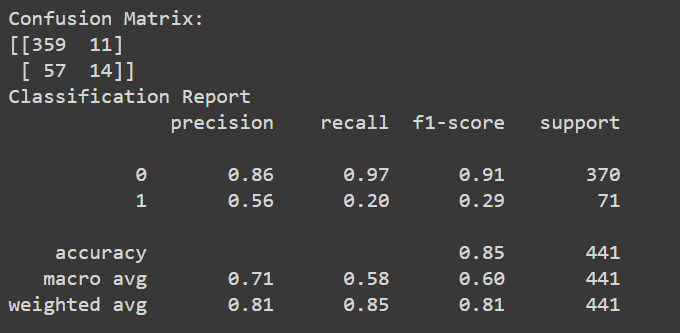 Confusion Matrix:
[[359  11]
 [ 57  14]]
Classification Report
              precision    recall  f1-score   support

           0       0.86      0.97      0.91       370
           1       0.56      0.20      0.29        71

    accuracy                           0.85       441
   macro avg       0.71      0.58      0.60       441
weighted avg       0.81      0.85      0.81       441